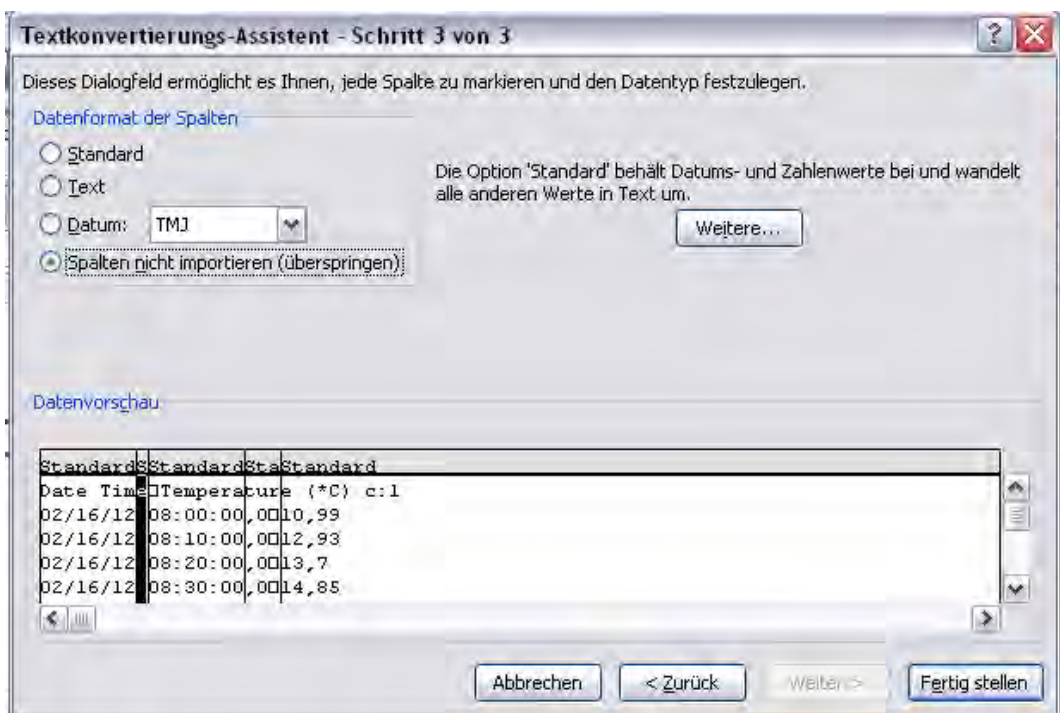 Textkonvertierungs-Assistent - Schritt 3 von 3
Dieses Dialogfeld ermöglicht es Ihnen, jede Spalte zu markieren und den Datentyp festzulegen.
Datenformat der Spalten
Standard
Text
Datum: TMJ
Spalten nicht importieren (überspringen)
Die Option 'Standard' behält Datums- und Zahlenwerte bei und wandelt
alle anderen Werte in Text um.
Weitere...
Datenvorschau
StandardSStandardStaStandard
Date Time□Temperature (*C) c:1
02/16/12 08:00:00,0□10,99
02/16/12 08:10:00,0□12,93
02/16/12 08:20:00,0□13,7
02/16/12 08:30:00,0□14,85
Abbrechen
< Zurück
Weiter >
Fertig stellen